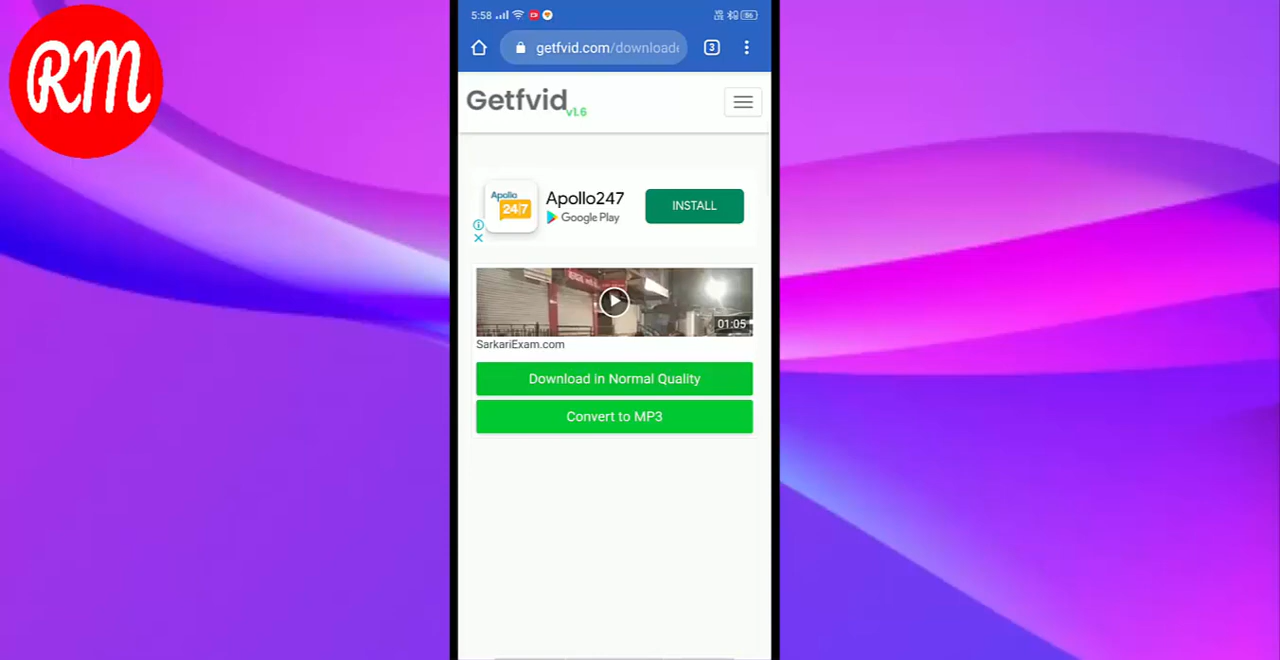 RM
5:58
56
getfvid.com/downloade
3
Getfvid
v1.6
Apollo
24|7
Apollo247
Google Play
INSTALL
01:05
SarkariExam.com
Download in Normal Quality
Convert to MP3